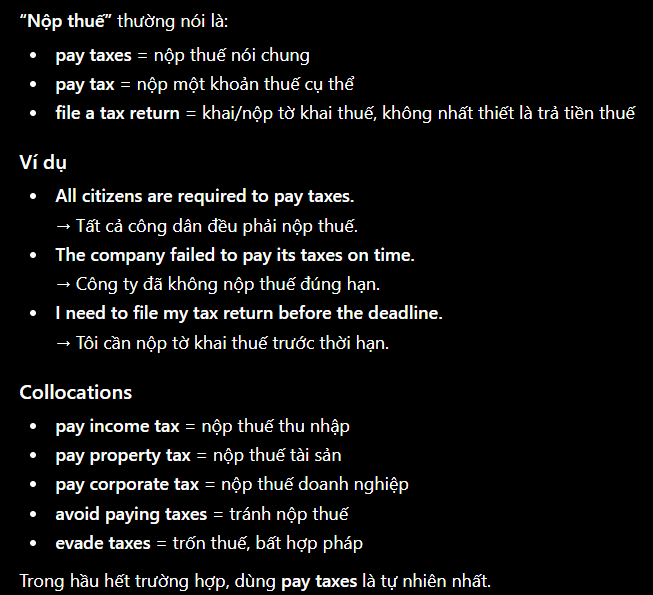 “Nộp thuế” thường nói là:
• pay taxes = nộp thuế nói chung
• pay tax = nộp một khoản thuế cụ thể
• file a tax return = khai/nộp tờ khai thuế, không nhất thiết là trả tiền thuế
Ví dụ
• All citizens are required to pay taxes.
→ Tất cả công dân đều phải nộp thuế.
• The company failed to pay its taxes on time.
→ Công ty đã không nộp thuế đúng hạn.
• I need to file my tax return before the deadline.
→ Tôi cần nộp tờ khai thuế trước thời hạn.
Collocations
• pay income tax = nộp thuế thu nhập
• pay property tax = nộp thuế tài sản
• pay corporate tax = nộp thuế doanh nghiệp
• avoid paying taxes = tránh nộp thuế
• evade taxes = trốn thuế, bất hợp pháp
Trong hầu hết trường hợp, dùng pay taxes là tự nhiên nhất.